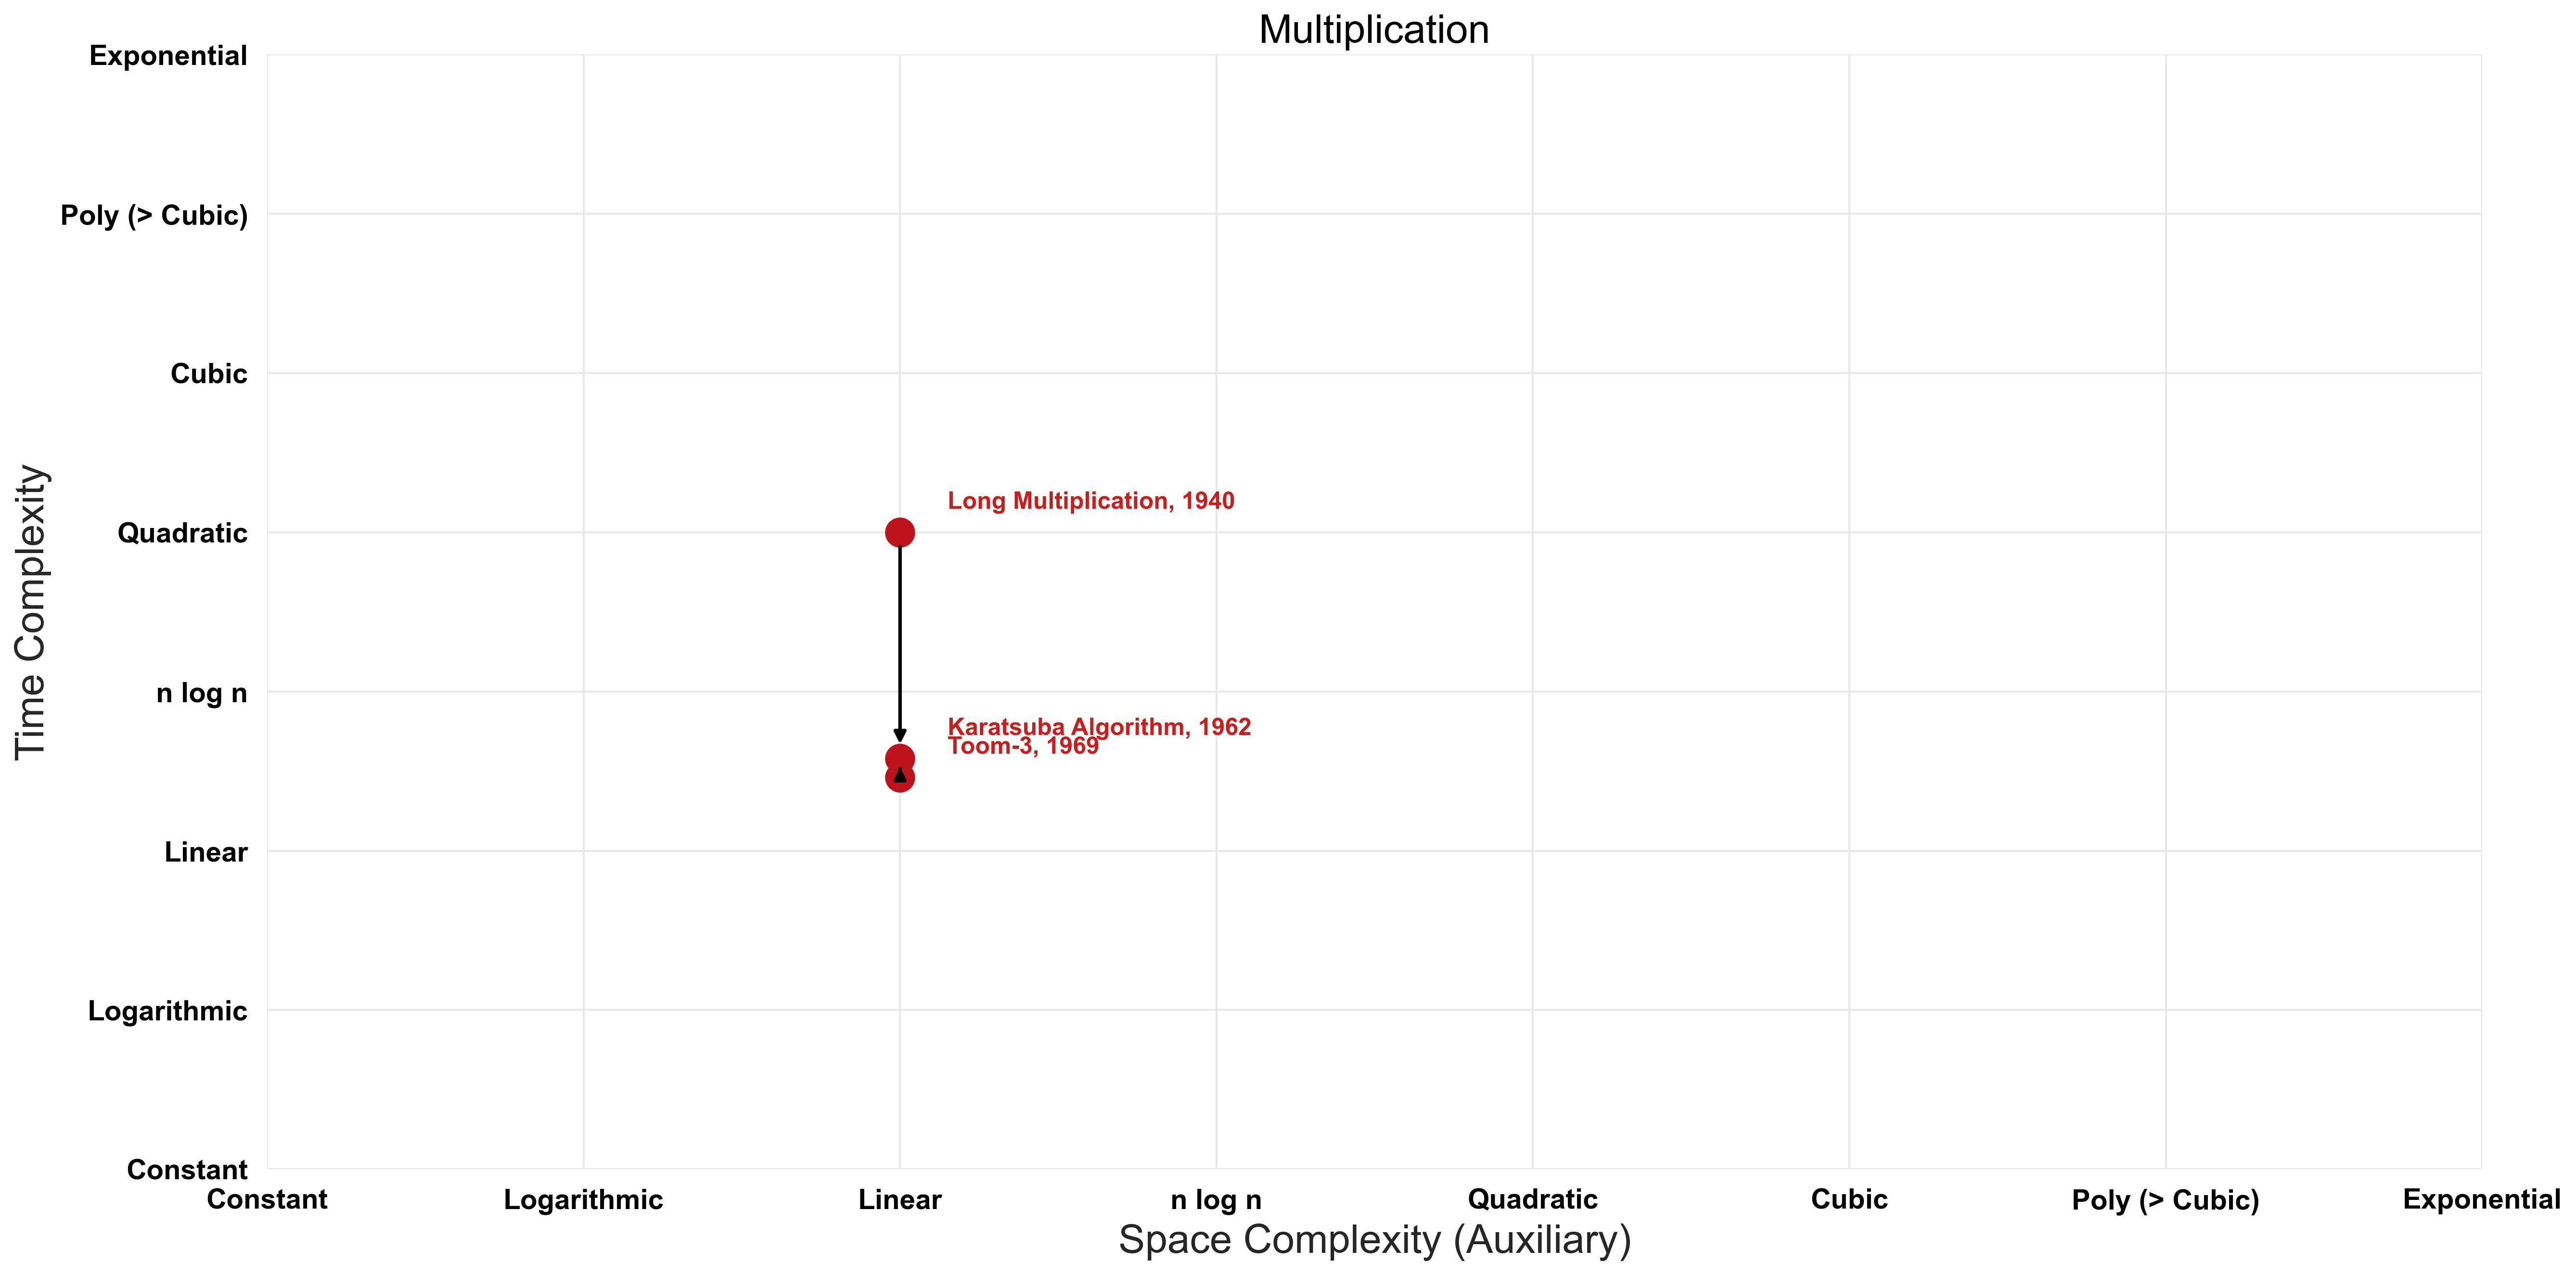 Multiplication
Exponential
Poly (> Cubic)
Cubic
Quadratic
n log n
Linear
Logarithmic
Constant
Time Complexity
Long Multiplication, 1940
Karatsuba Algorithm, 1962
Toom-3, 1969
Constant
Logarithmic
Linear
n log n
Quadratic
Cubic
Poly (> Cubic)
Exponential
Space Complexity (Auxiliary)